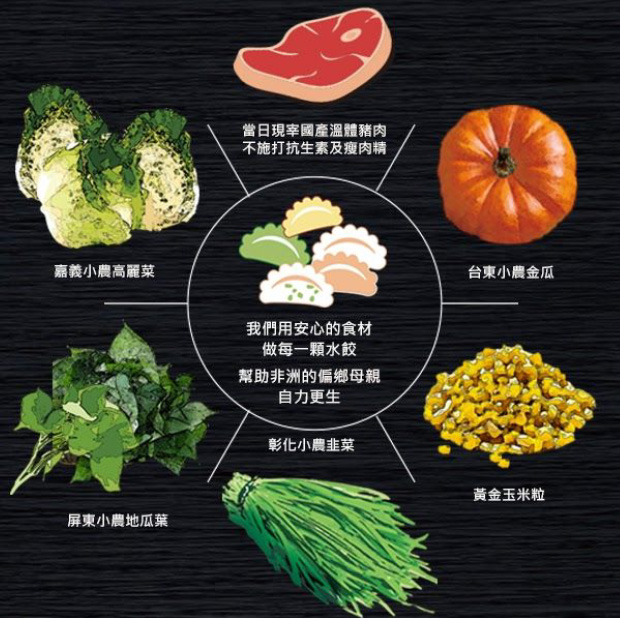 當日現宰國產溫體豬肉
不施打抗生素及瘦肉精
嘉義小農高麗菜
台東小農金瓜
我們用安心的食材
做每一顆水餃
幫助非洲的偏鄉母親
自力更生
彰化小農韭菜
黃金玉米粒
屏東小農地瓜葉